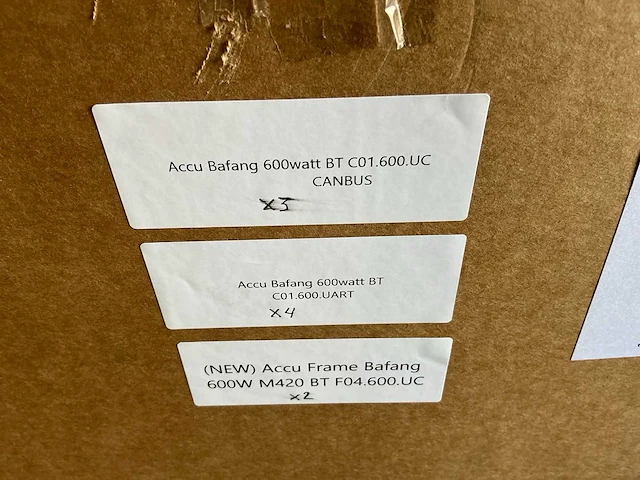 Accu Bafang 600watt BT C01.600.UC
CANBUS
x3
Accu Bafang 600watt BT
C01.600.UART
x4
(NEW) Accu Frame Bafang
600W M420 BT F04.600.UC
x2